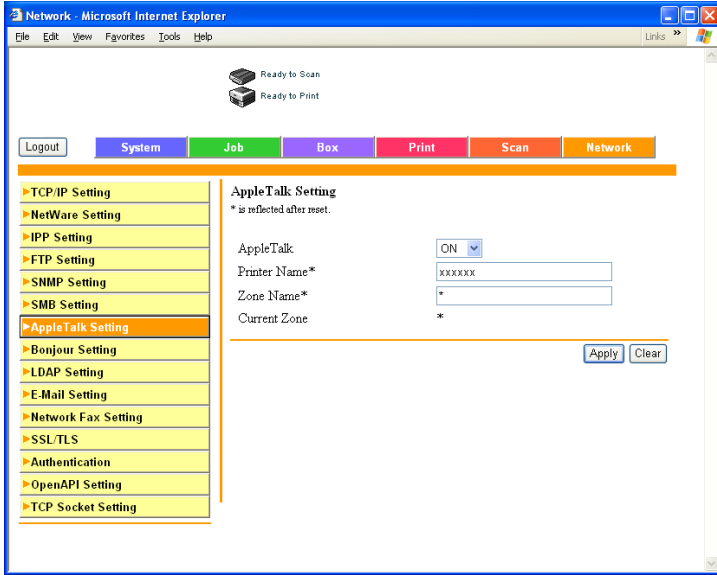 Network - Microsoft Internet Explorer
File Edit View Favorites Tools Help Links »
Ready to Scan
Ready to Print
Logout System Job Box Print Scan Network
TCP/IP Setting
NetWare Setting
IPP Setting
FTP Setting
SNMP Setting
SMB Setting
AppleTalk Setting
Bonjour Setting
LDAP Setting
E-Mail Setting
Network Fax Setting
SSL/TLS
Authentication
OpenAPI Setting
TCP Socket Setting
AppleTalk Setting
* is reflected after reset.
AppleTalk ON
Printer Name* xxxxxx
Zone Name* *
Current Zone *
Apply Clear